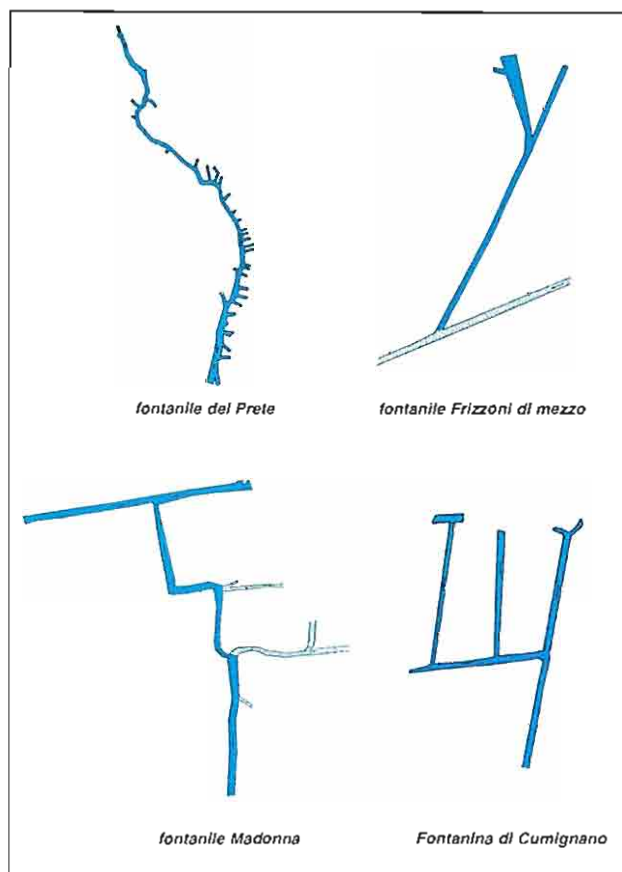 fontanile del Prete
fontanile Frizzoni di mezzo
fontanile Madonna
Fontanina di Cumignano